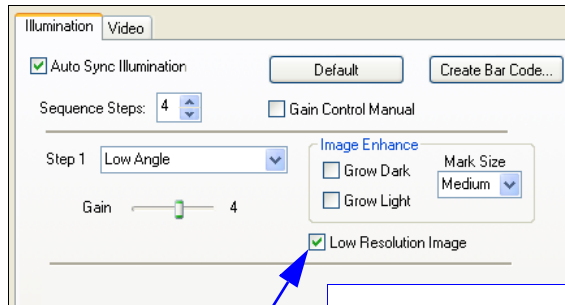 Illumination Video
Auto Sync Illumination Default Create Bar Code...
Sequence Steps: 4 Gain Control Manual
Image Enhance
Step 1 Low Angle Grow Dark Mark Size
Medium
Gain 4 Grow Light
Low Resolution Image